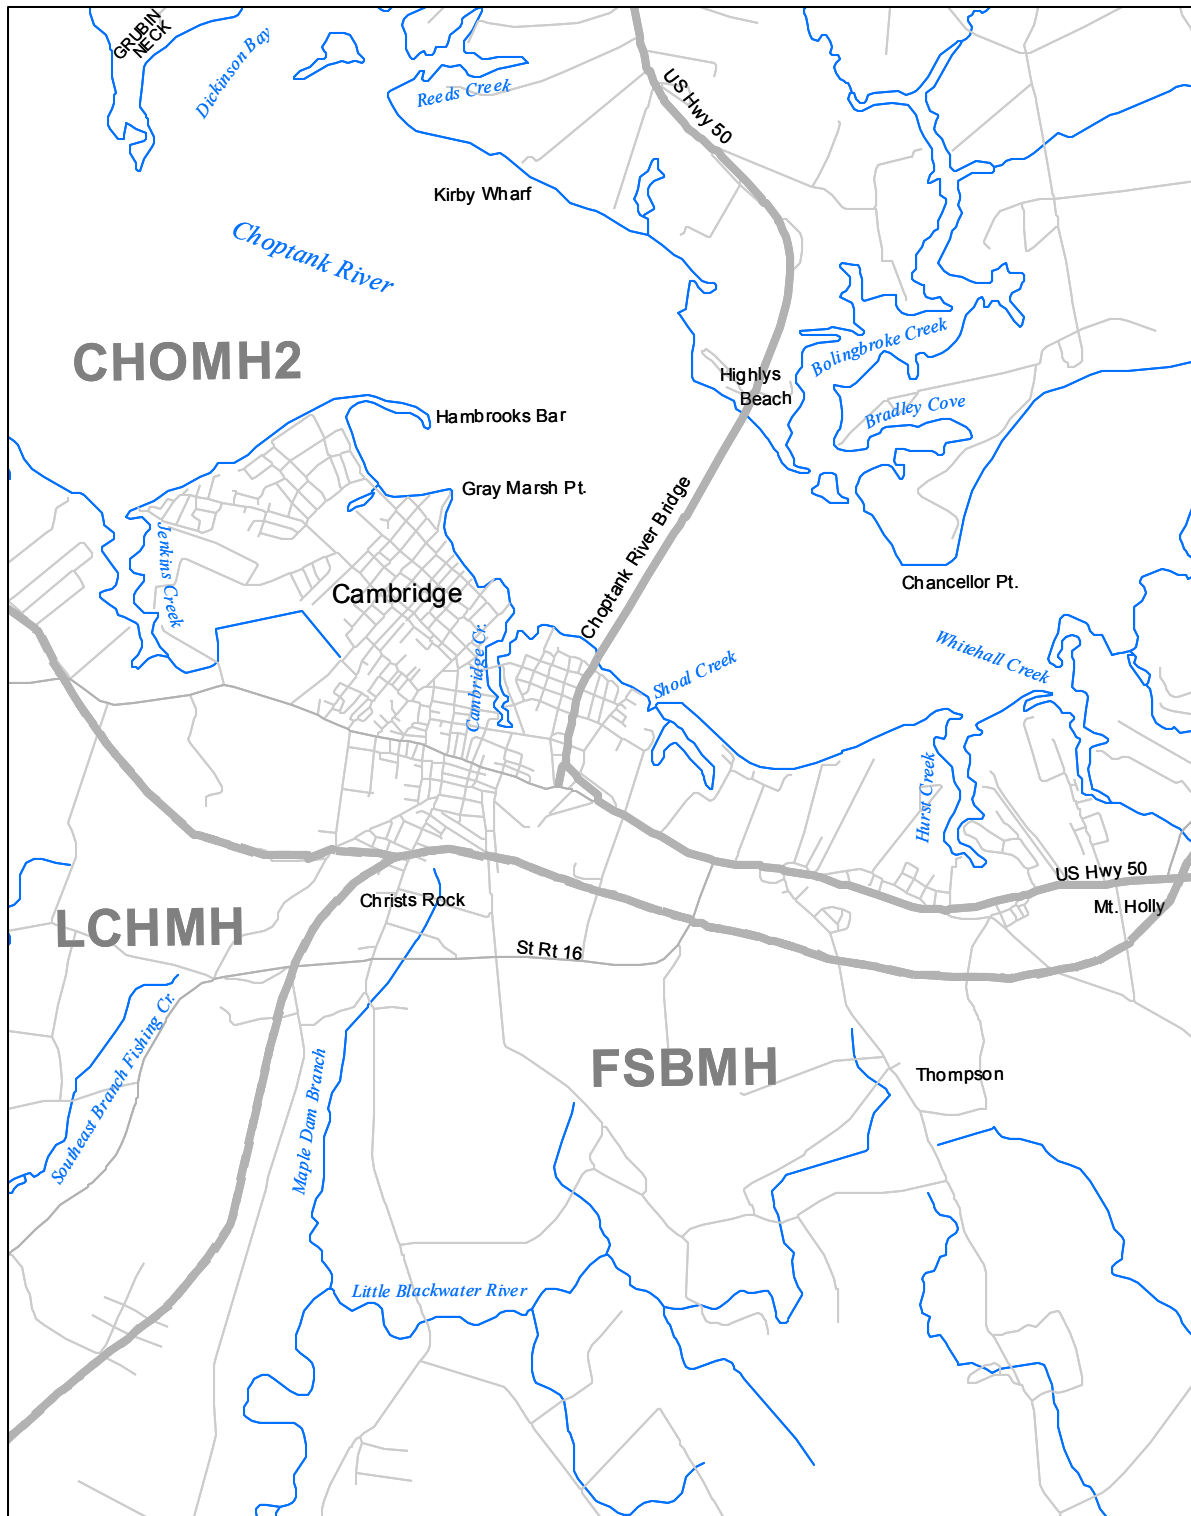 GRUBIN
NECK
Dickinson Bay
Reeds Creek
US Hwy 50
Kirby Wharf
Choptank River
CHOMH2
Bolingbroke Creek
Highlys
Beach
Bradley Cove
Hambrooks Bar
Gray Marsh Pt.
Choptank River Bridge
Jenkins Creek
Cambridge
Chancellor Pt.
Cambridge Cr.
Shoal Creek
Whitehall Creek
Hurst Creek
US Hwy 50
Mt. Holly
Christs Rock
LCHMH
St Rt 16
Southeast Branch Fishing Cr.
Maple Dam Branch
FSBMH
Thompson
Little Blackwater River